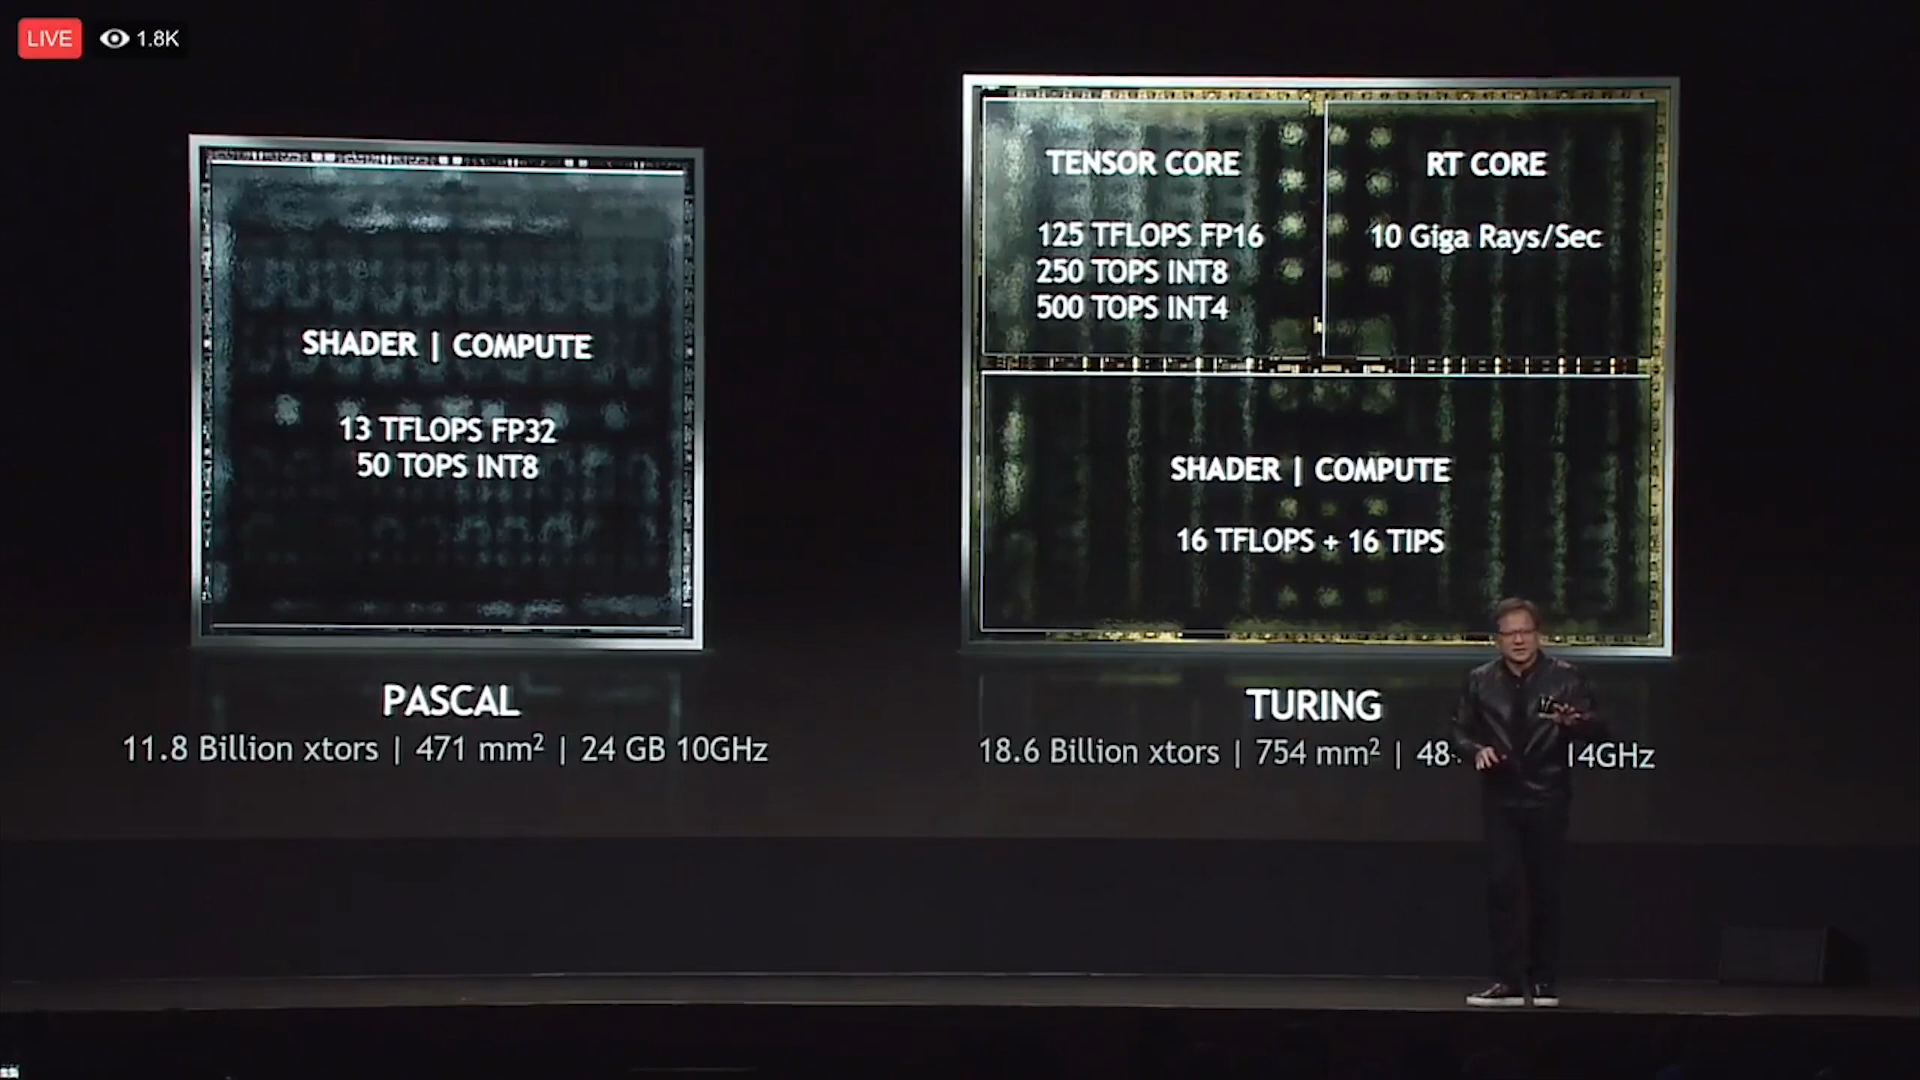 LIVE 1.8K
SHADER | COMPUTE
13 TFLOPS FP32
50 TOPS INT8
PASCAL
11.8 Billion xtors | 471 mm² | 24 GB 10GHz
TENSOR CORE
125 TFLOPS FP16
250 TOPS INT8
500 TOPS INT4
RT CORE
10 Giga Rays/Sec
SHADER | COMPUTE
16 TFLOPS + 16 TIPS
TURING
18.6 Billion xtors | 754 mm² | 48 14GHz